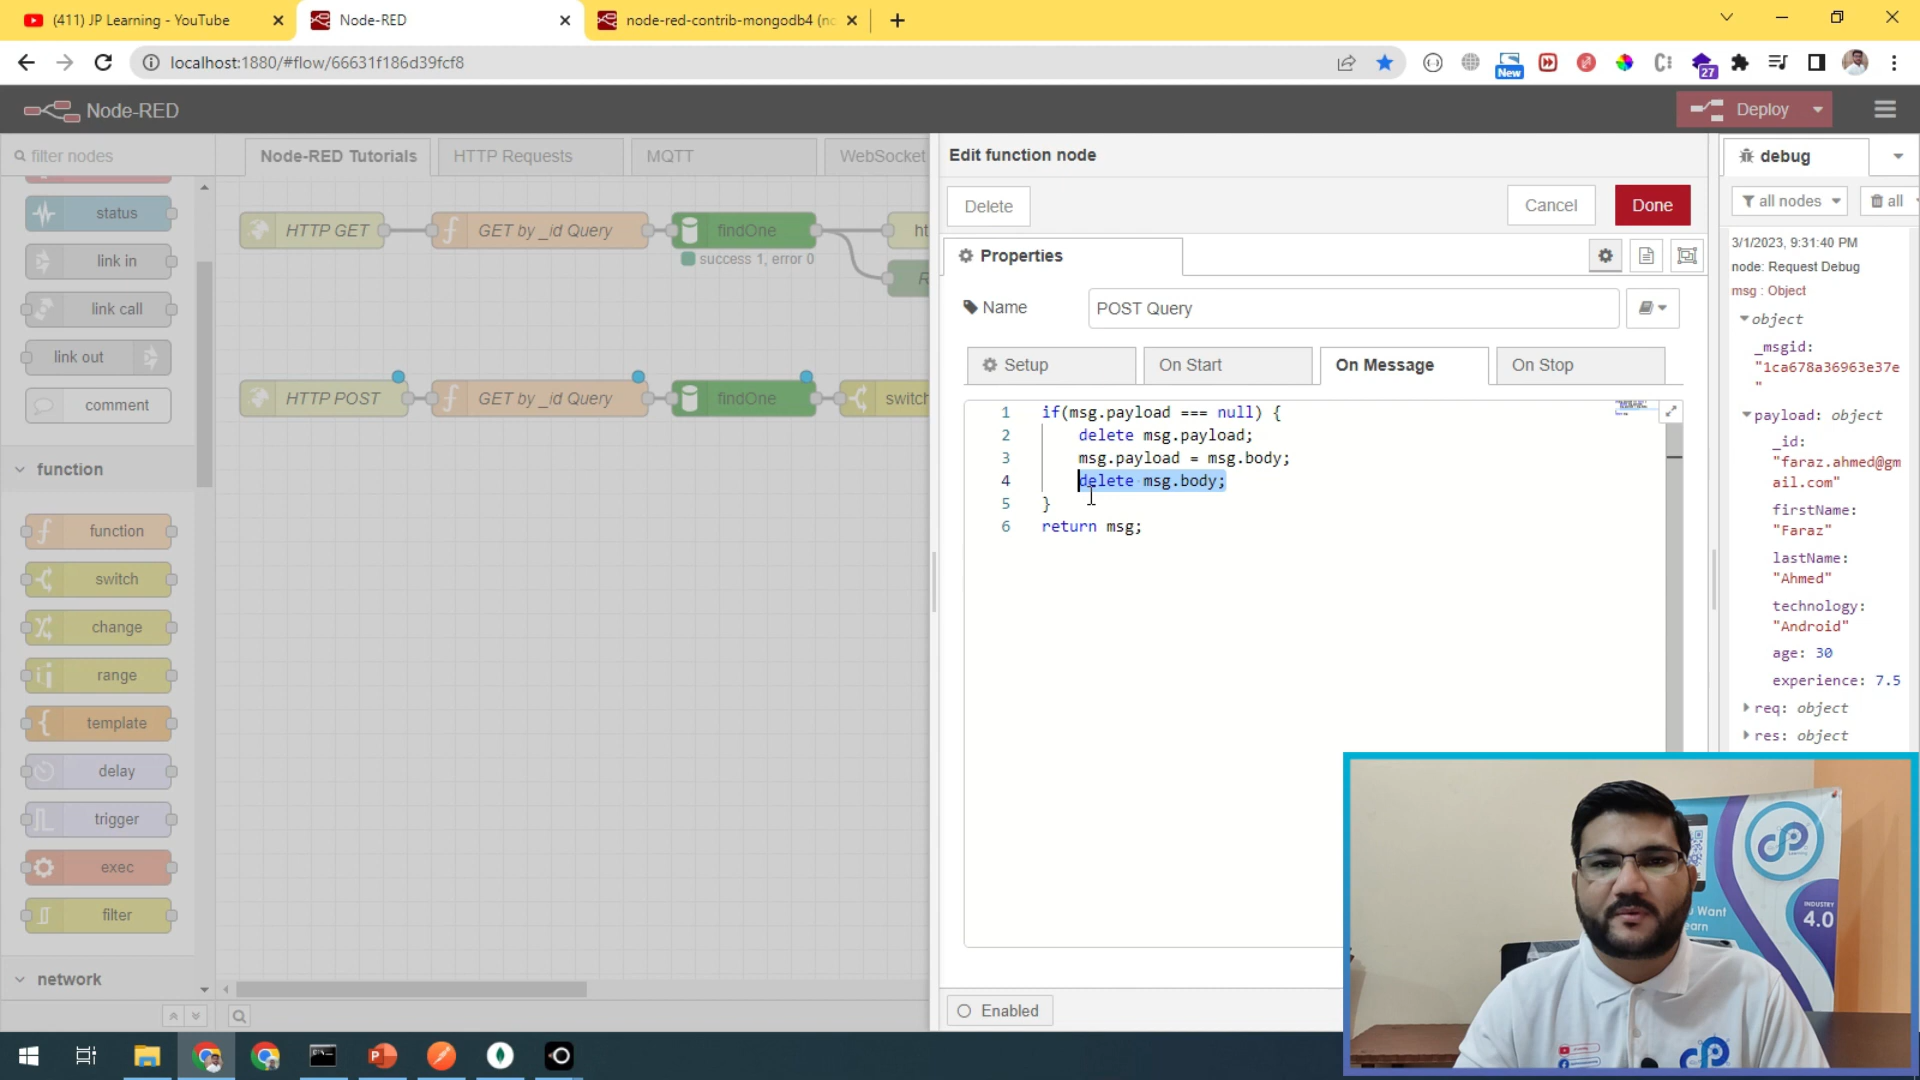 (411) JP Learning - YouTube
Node-RED
node-red-contrib-mongodb4 (no
localhost:1880/#flow/66631f186d39fcf8
New
27
Node-RED
Deploy
filter nodes
Node-RED Tutorials
HTTP Requests
MQTT
WebSocket
status
link in
link call
link out
comment
function
function
switch
change
range
template
delay
trigger
exec
filter
network
HTTP GET
GET by _id Query
findOne
success 1, error 0
HTTP POST
GET by _id Query
findOne
switch
Edit function node
Delete
Cancel
Done
Properties
Name
POST Query
Setup
On Start
On Message
On Stop
1 if(msg.payload === null) {
2 delete msg.payload;
3 msg.payload = msg.body;
4 delete msg.body;
5 }
6 return msg;
Enabled
debug
all nodes
all
3/1/2023, 9:31:40 PM
node: Request Debug
msg : Object
object
_msgid:
"1ca678a36963e37e
"
payload: object
_id:
"faraz.ahmed@gm
ail.com"
firstName:
"Faraz"
lastName:
"Ahmed"
technology:
"Android"
age: 30
experience: 7.5
req: object
res: object
Want
earn
INDUSTRY
4.0